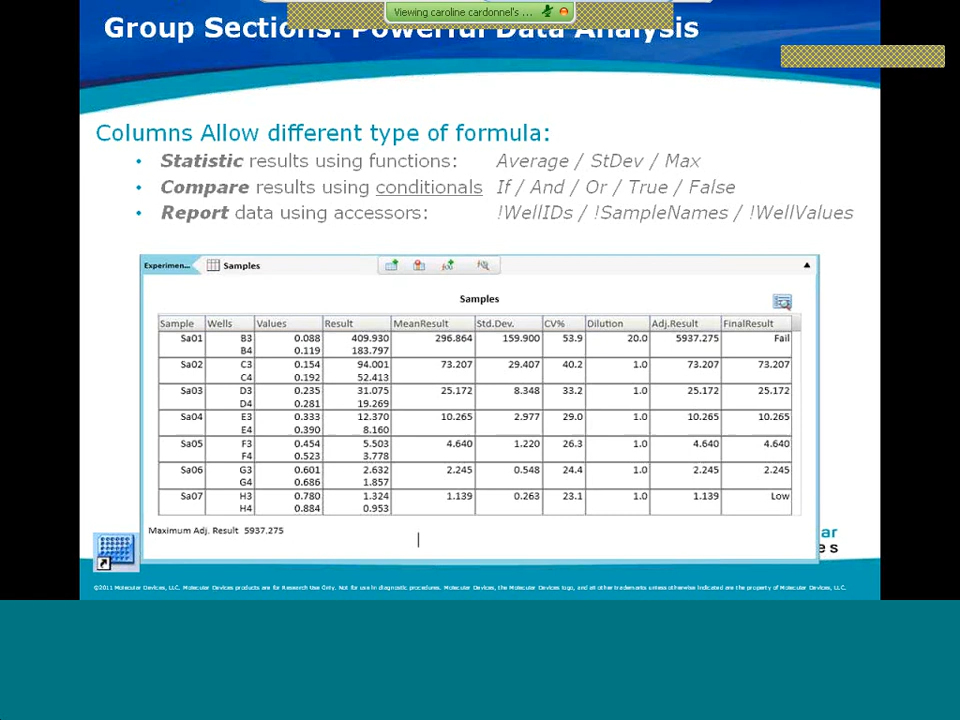 Viewing caroline cardonnel's ...
Group Sections: Powerful Data Analysis
Columns Allow different type of formula:
• Statistic results using functions: Average / StDev / Max
• Compare results using conditionals If / And / Or / True / False
• Report data using accessors: !WellIDs / !SampleNames / !WellValues
Experimen... Samples
Samples
Sample Wells Values Result MeanResult Std.Dev. CV% Dilution Adj.Result FinalResult
Sa01 B3 0.088 409.930 296.864 159.900 53.9 20.0 5937.275 Fail
B4 0.119 183.797
Sa02 C3 0.154 94.001 73.207 29.407 40.2 1.0 73.207 73.207
C4 0.192 52.413
Sa03 D3 0.235 31.075 25.172 8.348 33.2 1.0 25.172 25.172
D4 0.281 19.269
Sa04 E3 0.333 12.370 10.265 2.977 29.0 1.0 10.265 10.265
E4 0.390 8.160
Sa05 F3 0.454 5.503 4.640 1.220 26.3 1.0 4.640 4.640
F4 0.523 3.778
Sa06 G3 0.601 2.632 2.245 0.548 24.4 1.0 2.245 2.245
G4 0.686 1.857
Sa07 H3 0.780 1.324 1.139 0.263 23.1 1.0 1.139 Low
H4 0.884 0.953
Maximum Adj. Result 5937.275
ar
es
©2011 Molecular Devices, LLC. Molecular Devices products are for Research Use Only. Not for use in diagnostic procedures. Molecular Devices, the Molecular Devices logo, and all other trademarks unless otherwise indicated are the property of Molecular Devices, LLC.